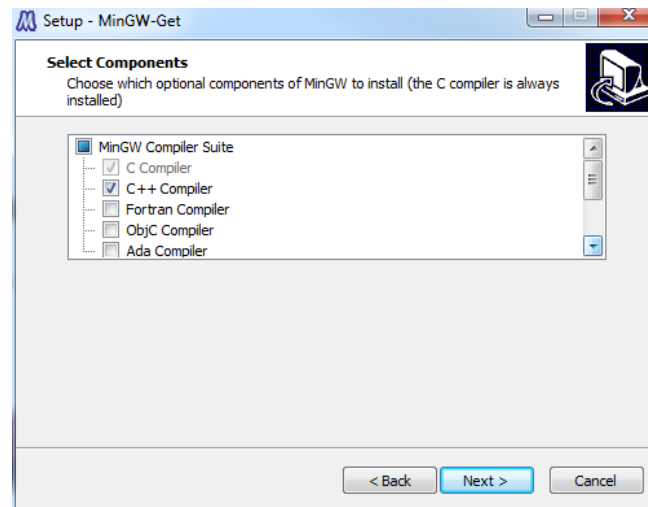 Setup - MinGW-Get
Select Components
Choose which optional components of MinGW to install (the C compiler is always
installed)
MinGW Compiler Suite
C Compiler
C++ Compiler
Fortran Compiler
ObjC Compiler
Ada Compiler
< Back
Next >
Cancel